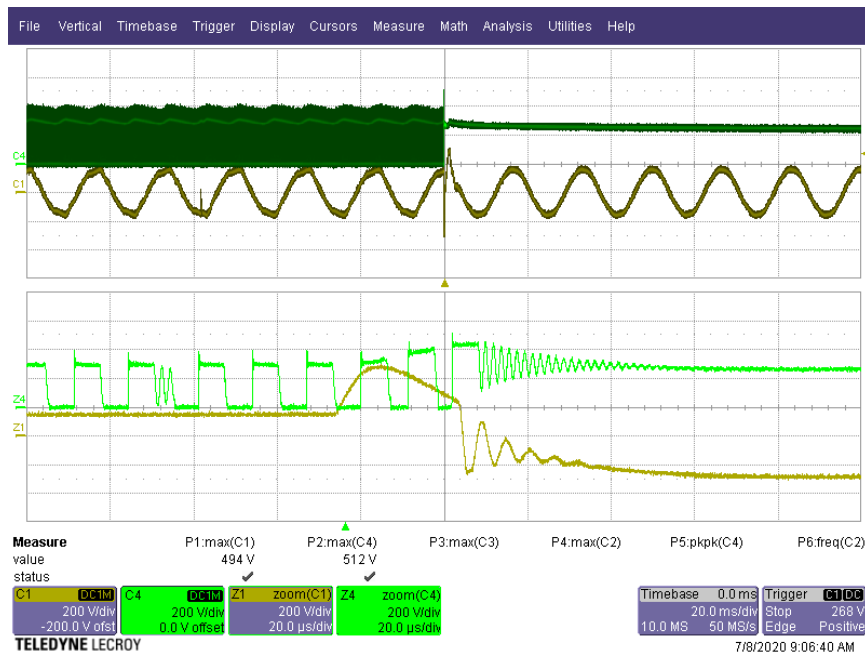 File Vertical Timebase Trigger Display Cursors Measure Math Analysis Utilities Help
C4
C1
Z4
Z1
Measure P1:max(C1) P2:max(C4) P3:max(C3) P4:max(C2) P5:pkpk(C4) P6:freq(C2)
value 494 V 512 V
status ✔ ✔
C1 DC1M C4 DC1M Z1 zoom(C1) Z4 zoom(C4) Timebase 0.0 ms Trigger C1 DC
200 V/div 200 V/div 200 V/div 200 V/div 20.0 ms/div Stop 268 V
-200.0 V ofst 0.0 V offset 20.0 µs/div 20.0 µs/div 10.0 MS 50 MS/s Edge Positive
TELEDYNE LECROY 7/8/2020 9:06:40 AM